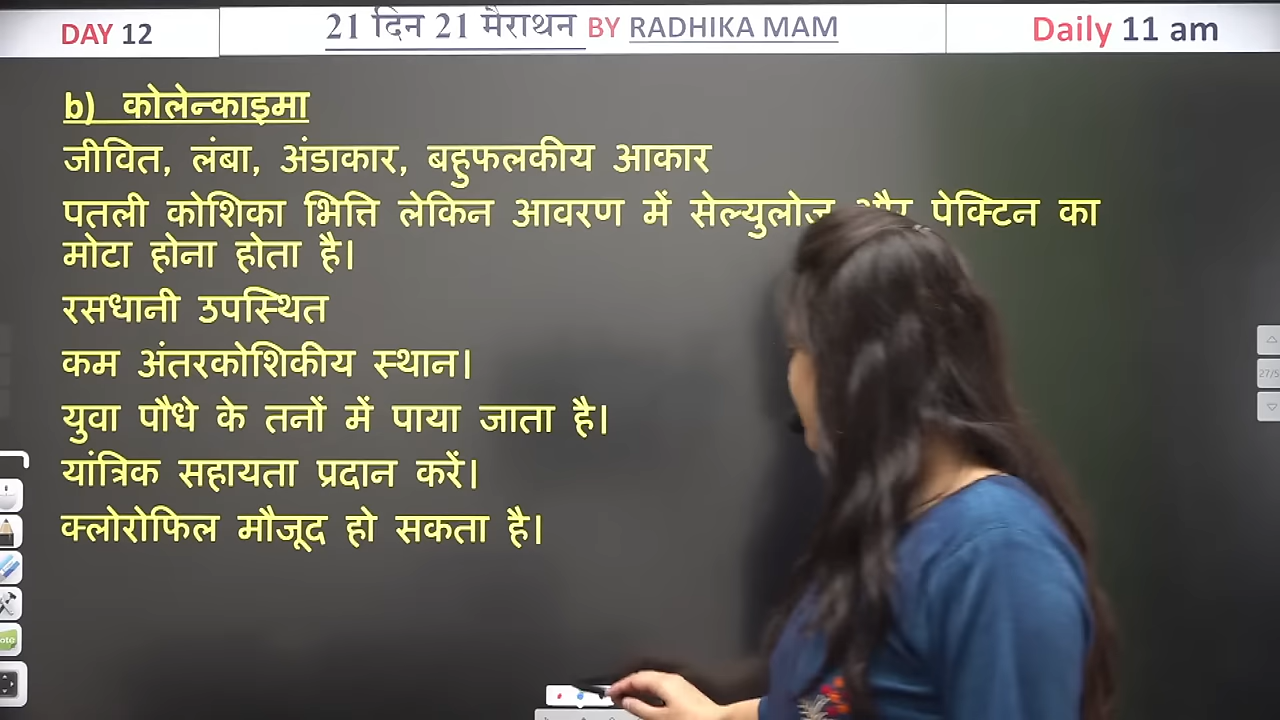 DAY 12
21 दिन 21 मैराथन BY RADHIKA MAM
Daily 11 am
b) कोलेन्काइमा
जीवित, लंबा, अंडाकार, बहुफलकीय आकार
पतली कोशिका भित्ति लेकिन आवरण में सेल्युलोज और पेक्टिन का
मोटा होना होता है।
रसधानी उपस्थित
कम अंतरकोशिकीय स्थान।
युवा पौधे के तनों में पाया जाता है।
यांत्रिक सहायता प्रदान करें।
क्लोरोफिल मौजूद हो सकता है।